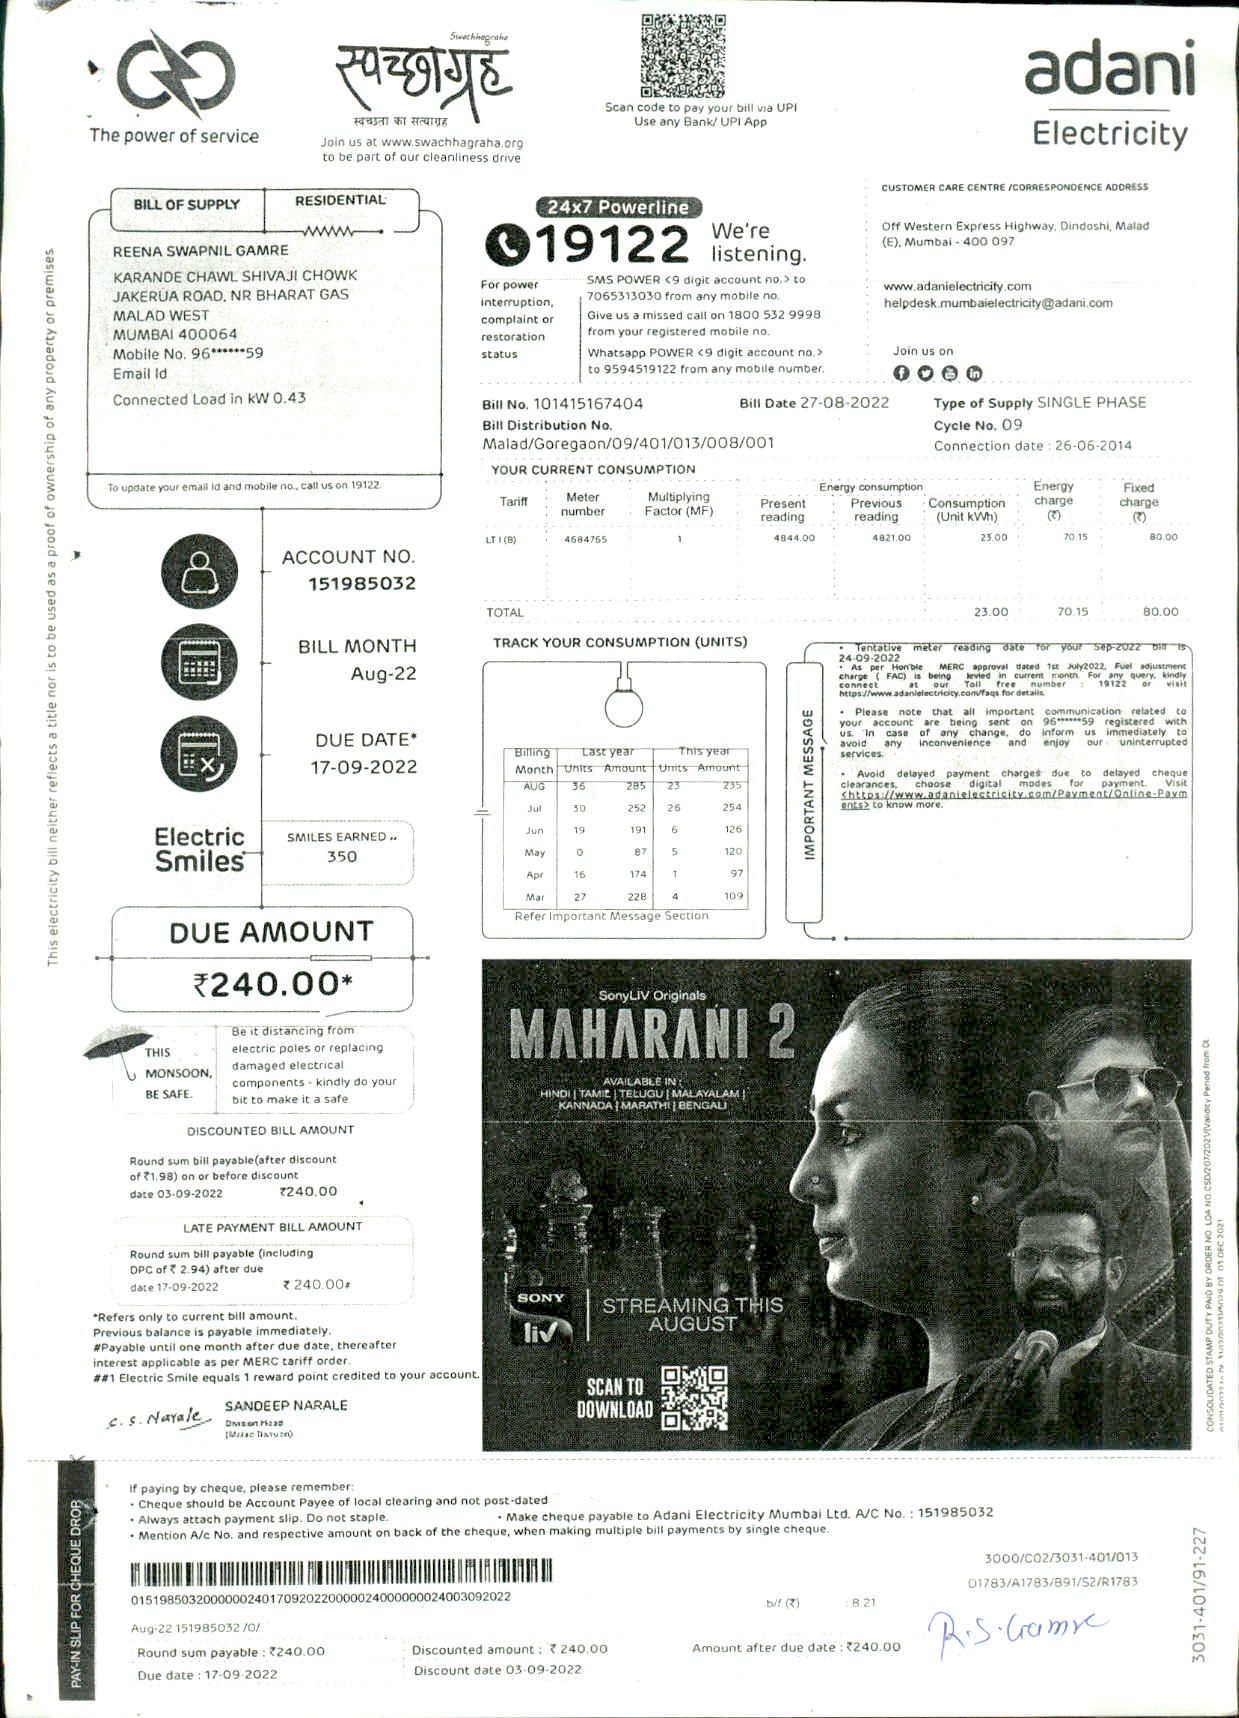 The power of service
Swachhagraha
स्वच्छाग्रह
स्वच्छता का सत्याग्रह
Join us at www.swachhagraha.org
to be part of our cleanliness drive
Scan code to pay your bill via UPI
Use any Bank/ UPI App
adani
Electricity
BILL OF SUPPLY
RESIDENTIAL
REENA SWAPNIL GAMRE
KARANDE CHAWL SHIVAJI CHOWK
JAKERUA ROAD, NR BHARAT GAS
MALAD WEST
MUMBAI 400064
Mobile No. 96******59
Email Id
Connected Load in kW 0.43
To update your email Id and mobile no., call us on 19122.
This electricity bill neither reflects a title nor is to be used as a proof of ownership of any property or premises.
24x7 Powerline
19122 We're
listening.
For power
interruption,
complaint or
restoration
status
SMS POWER <9 digit account no.> to
7065313030 from any mobile no.
Give us a missed call on 1800 532 9998
from your registered mobile no.
Whatsapp POWER <9 digit account no.>
to 9594519122 from any mobile number.
CUSTOMER CARE CENTRE /CORRESPONDENCE ADDRESS
Off Western Express Highway, Dindoshi, Malad
(E), Mumbai - 400 097
www.adanielectricity.com
helpdesk.mumbaielectricity@adani.com
Join us on
Bill No. 101415167404 Bill Date 27-08-2022 Type of Supply SINGLE PHASE
Bill Distribution No. Cycle No. 09
Malad/Goregaon/09/401/013/008/001 Connection date : 26-06-2014
YOUR CURRENT CONSUMPTION
Tariff Meter number Multiplying Factor (MF) Energy consumption Present reading Previous reading Consumption (Unit kWh) Energy charge (₹) Fixed charge (₹)
LT I (B) 4684765 1 4844.00 4821.00 23.00 70.15 80.00
TOTAL 23.00 70.15 80.00
ACCOUNT NO.
151985032
BILL MONTH
Aug-22
DUE DATE*
17-09-2022
Electric
Smiles
SMILES EARNED ..
350
DUE AMOUNT
₹240.00*
TRACK YOUR CONSUMPTION (UNITS)
Billing Last year This year
Month Units Amount Units Amount
AUG 36 285 23 235
Jul 30 252 26 254
Jun 19 191 6 126
May 0 87 5 120
Apr 16 174 1 97
Mar 27 228 4 109
Refer Important Message Section
IMPORTANT MESSAGE
• Tentative meter reading date for your Sep-2022 bill is
24-09-2022
• As per Hon'ble MERC approval dated 1st July2022, Fuel adjustment
charge ( FAC) is being levied in current month. For any query, kindly
connect at our Toll free number : 19122 or visit
https://www.adanielectricity.com/faqs for details.
• Please note that all important communication related to
your account are being sent on 96******59 registered with
us. In case of any change, do inform us immediately to
avoid any inconvenience and enjoy our uninterrupted
services.
• Avoid delayed payment charges due to delayed cheque
clearances, choose digital modes for payment. Visit
<https://www.adanielectricity.com/Payment/Online-Paym
ents> to know more.
THIS
MONSOON,
BE SAFE.
Be it distancing from
electric poles or replacing
damaged electrical
components - kindly do your
bit to make it a safe
DISCOUNTED BILL AMOUNT
Round sum bill payable(after discount
of ₹1.98) on or before discount
date 03-09-2022 ₹240.00
LATE PAYMENT BILL AMOUNT
Round sum bill payable (including
DPC of ₹ 2.94) after due
date 17-09-2022 ₹ 240.00#
*Refers only to current bill amount.
Previous balance is payable immediately.
#Payable until one month after due date, thereafter
interest applicable as per MERC tariff order.
##1 Electric Smile equals 1 reward point credited to your account.
C. S. Narale
SANDEEP NARALE
Division Head
(Malad Division)
SonyLIV Originals
MAHARANI 2
AVAILABLE IN :
HINDI | TAMIL | TELUGU | MALAYALAM |
KANNADA | MARATHI | BENGALI
SONY
liv
STREAMING THIS
AUGUST
SCAN TO
DOWNLOAD
CONSOLIDATED STAMP DUTY PAID BY ORDER NO. LOA NO.CSD/207/2021/(Validity Period from Dt.
PAY-IN SLIP FOR CHEQUE DROP
If paying by cheque, please remember:
• Cheque should be Account Payee of local clearing and not post-dated
• Always attach payment slip. Do not staple. • Make cheque payable to Adani Electricity Mumbai Ltd. A/C No. : 151985032
• Mention A/c No. and respective amount on back of the cheque, when making multiple bill payments by single cheque.
3000/C02/3031-401/013
D1783/A1783/B91/S2/R1783
b/f (₹) : 8.21
Aug-22 151985032 /0/
Round sum payable : ₹240.00 Discounted amount : ₹ 240.00 Amount after due date : ₹240.00
Due date : 17-09-2022 Discount date 03-09-2022
R.S.Gamre
3031-401/91-227